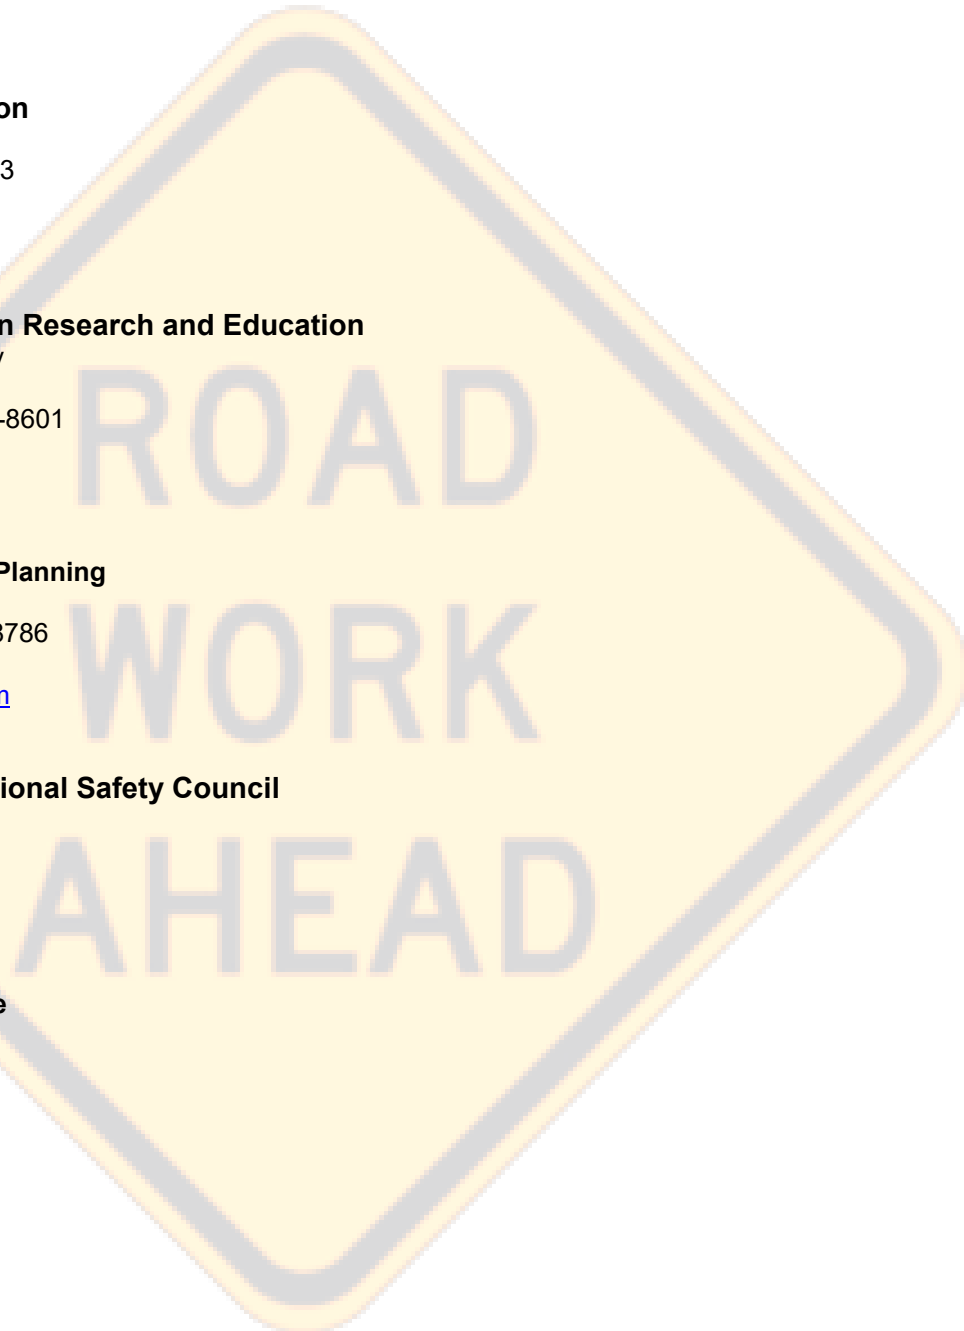 on
3
n Research and Education
y
-8601
ROAD
Planning
3786
WORK
m
ional Safety Council
AHEAD
e